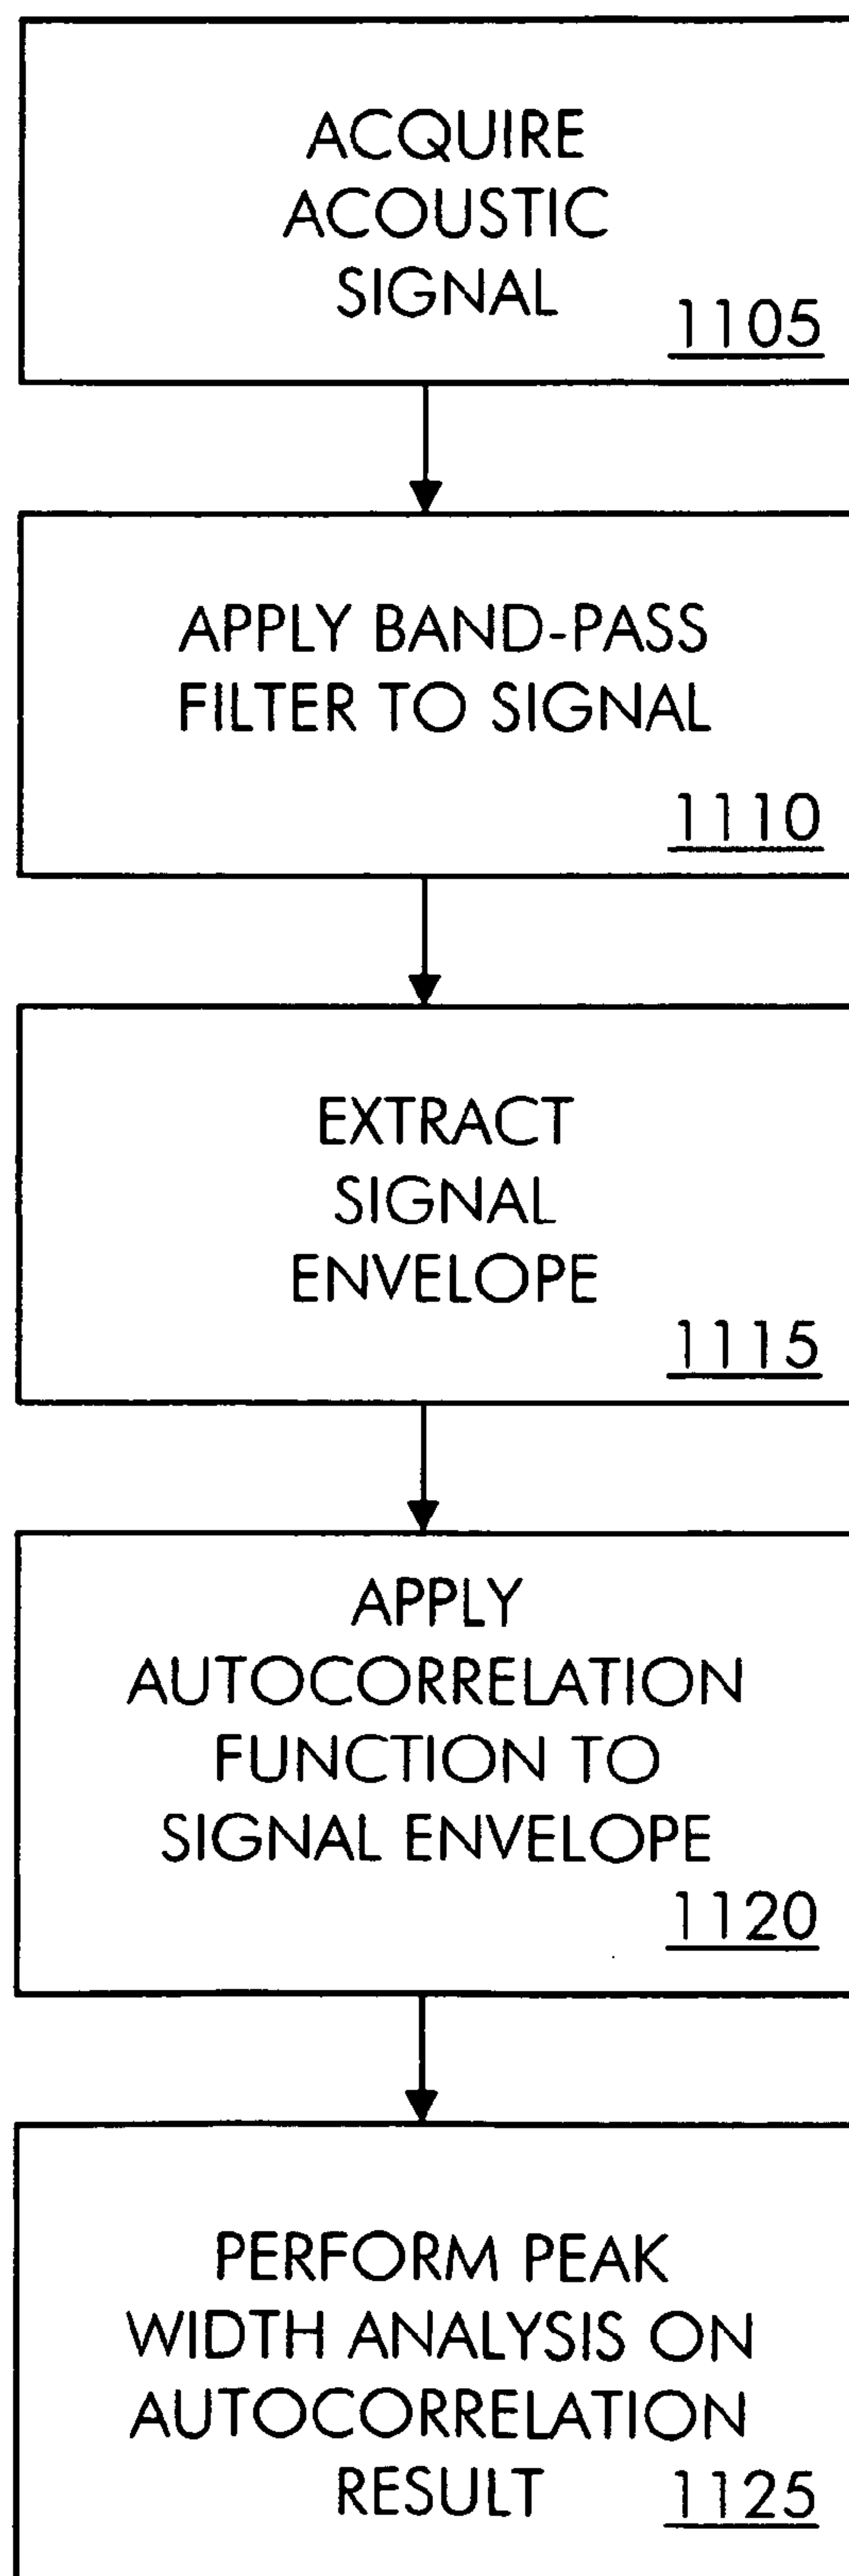 ACQUIRE
ACOUSTIC
SIGNAL
1105
APPLY BAND-PASS
FILTER TO SIGNAL
1110
EXTRACT
SIGNAL
ENVELOPE
1115
APPLY
AUTOCORRELATION
FUNCTION TO
SIGNAL ENVELOPE
1120
PERFORM PEAK
WIDTH ANALYSIS ON
AUTOCORRELATION
RESULT 1125